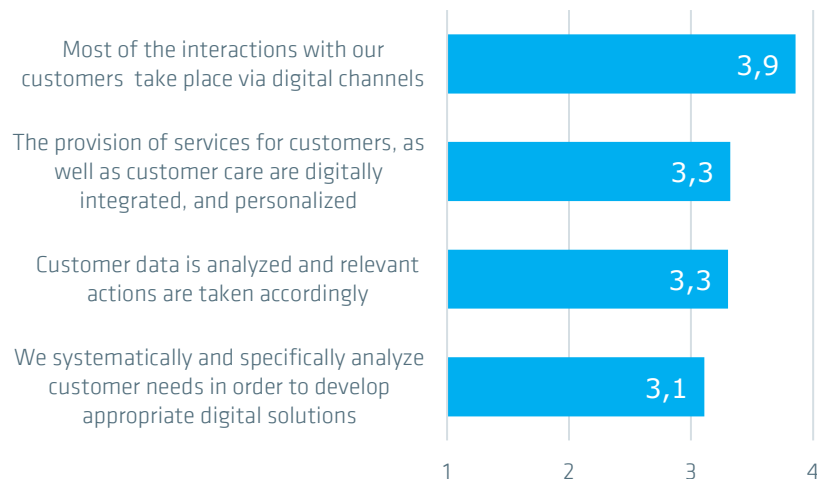 Most of the interactions with our
customers take place via digital channels
3,9
The provision of services for customers, as
well as customer care are digitally
integrated, and personalized
3,3
Customer data is analyzed and relevant
actions are taken accordingly
3,3
We systematically and specifically analyze
customer needs in order to develop
appropriate digital solutions
3,1
1 2 3 4